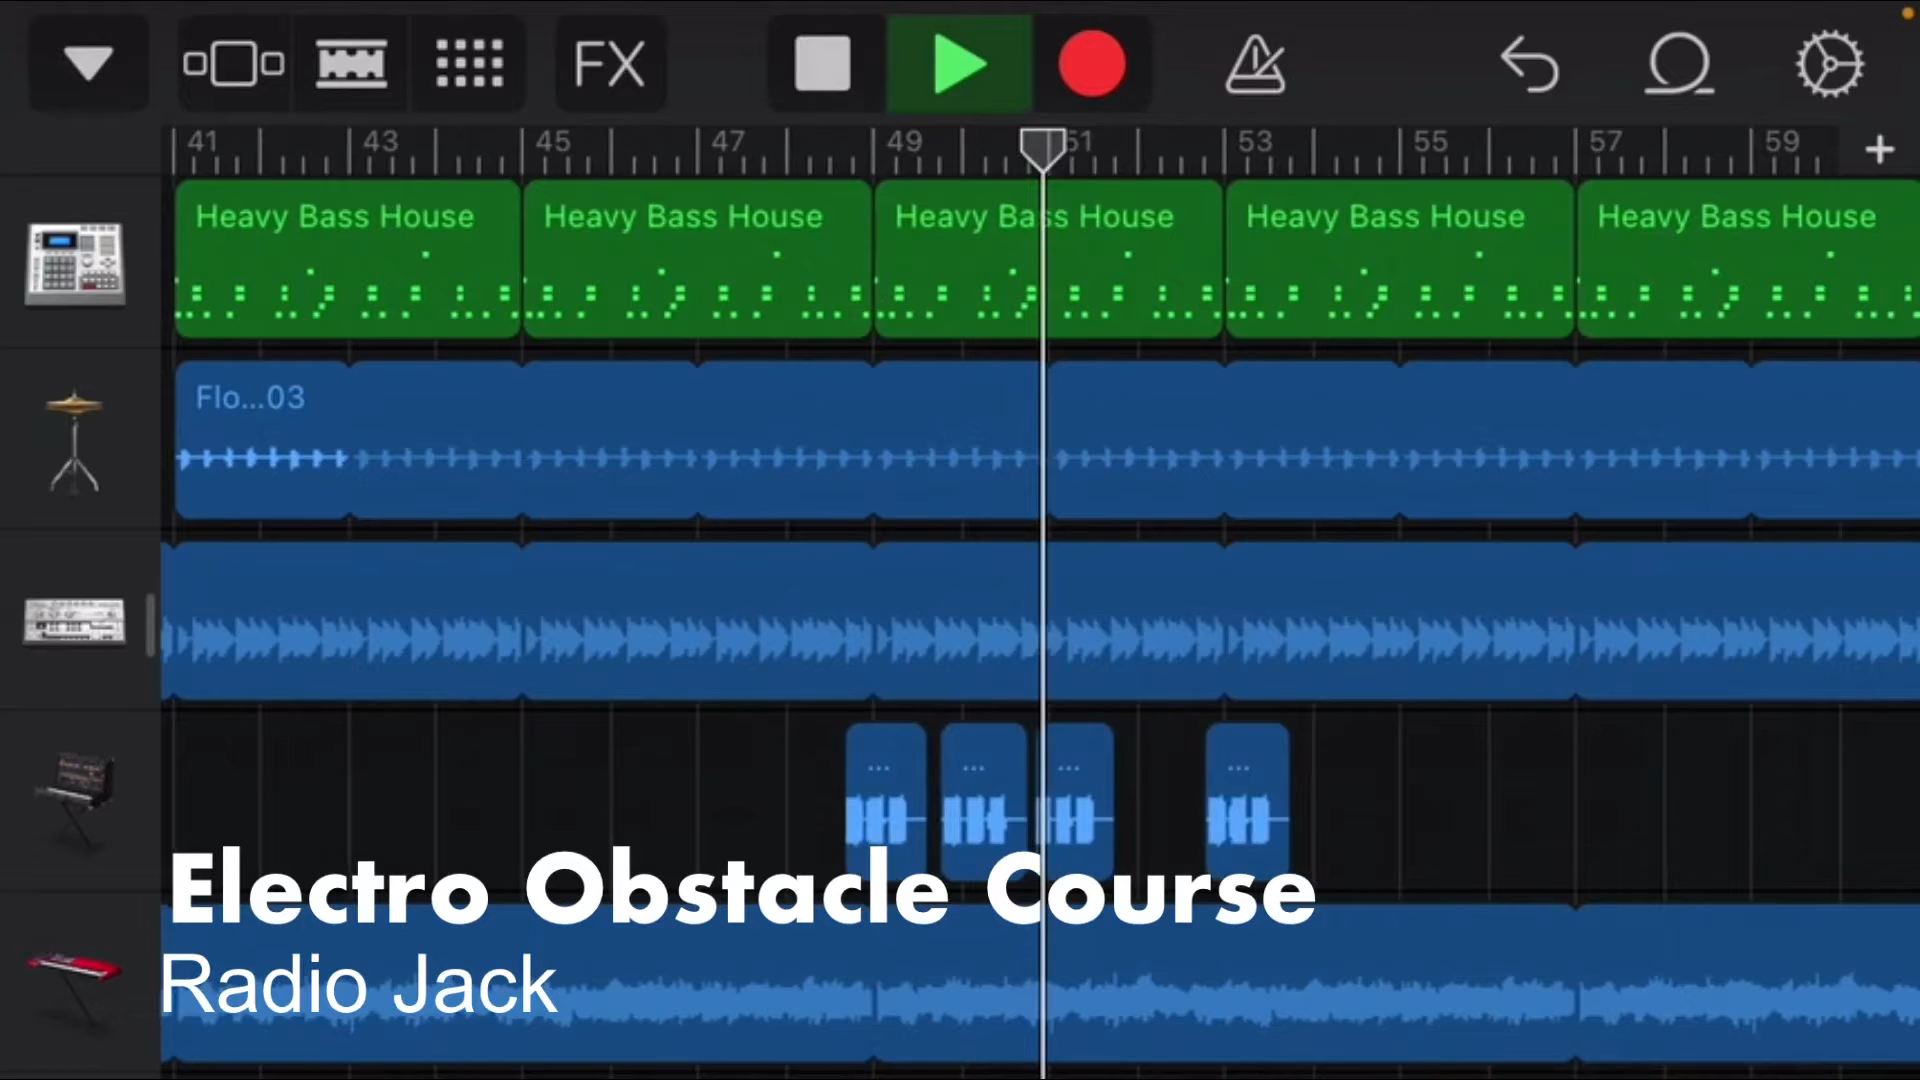 FX
41 43 45 47 49 51 53 55 57 59 +
Heavy Bass House Heavy Bass House Heavy Bass House Heavy Bass House Heavy Bass House
Flo...03
... ... ... ...
Electro Obstacle Course
Radio Jack